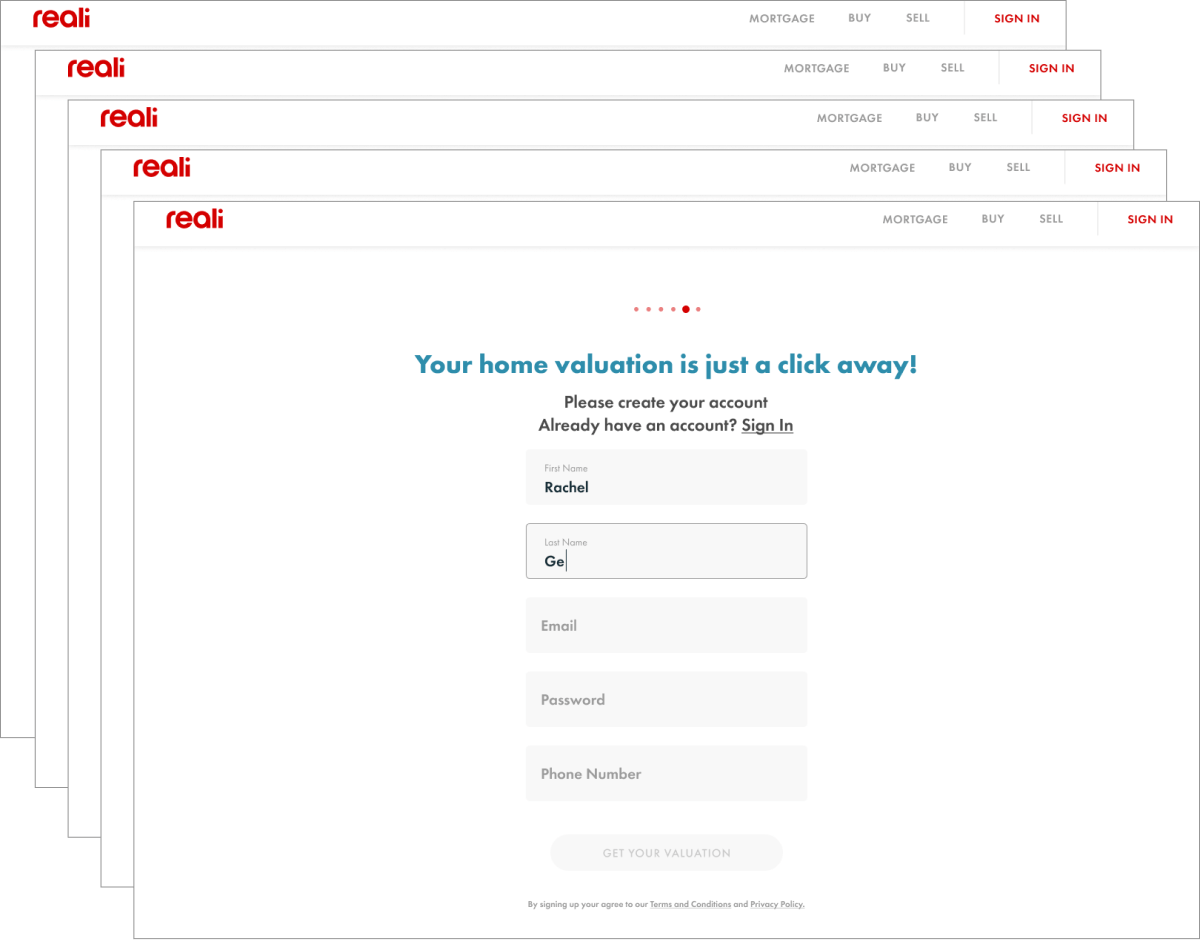 reali MORTGAGE BUY SELL SIGN IN
reali MORTGAGE BUY SELL SIGN IN
reali MORTGAGE BUY SELL SIGN IN
reali MORTGAGE BUY SELL SIGN IN
reali MORTGAGE BUY SELL SIGN IN
Your home valuation is just a click away!
Please create your account
Already have an account? Sign In
First Name
Rachel
Last Name
Ge
Email
Password
Phone Number
GET YOUR VALUATION
By signing up your agree to our Terms and Conditions and Privacy Policy.